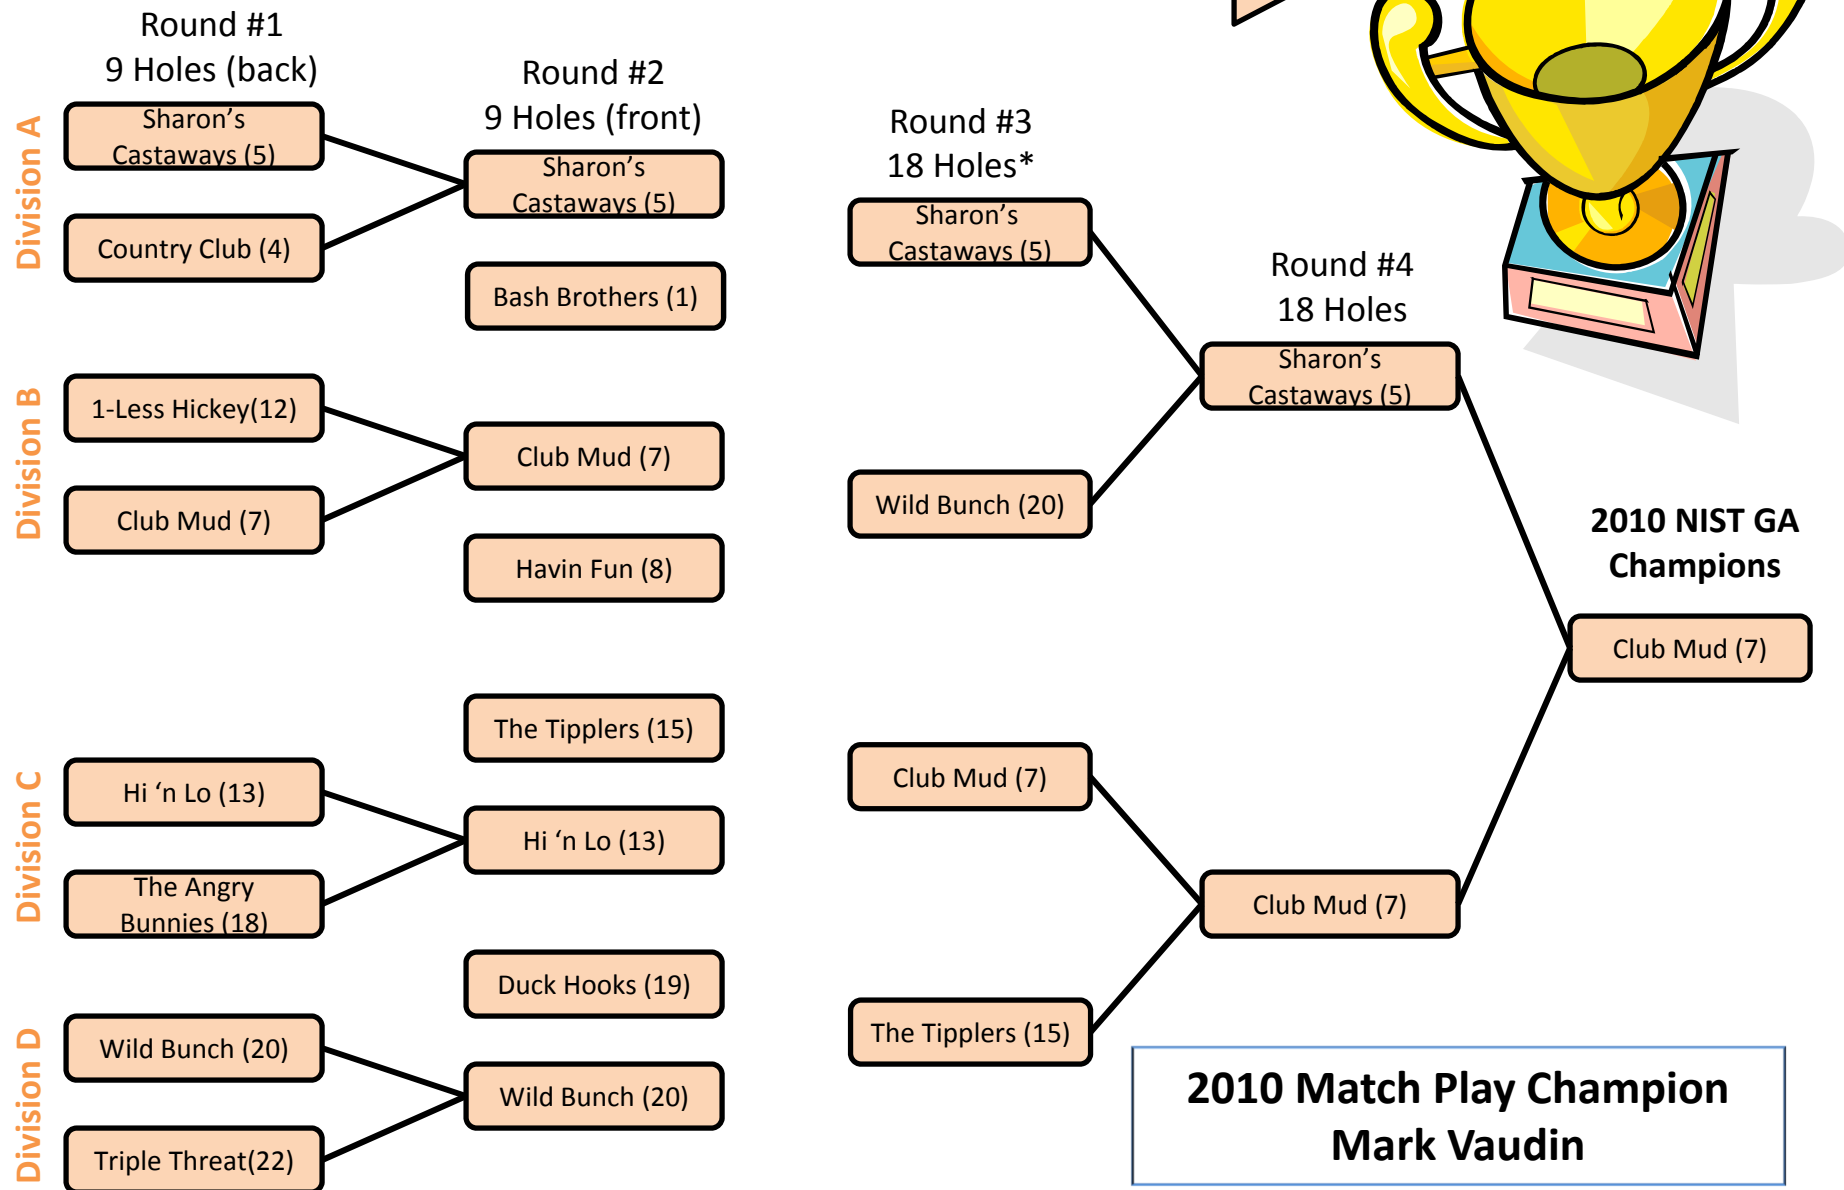 Round #1
9 Holes (back)
Round #2
9 Holes (front)
Round #3
18 Holes*
Round #4
18 Holes
Division A
Sharon’s
Castaways (5)
Country Club (4)
Sharon’s
Castaways (5)
Bash Brothers (1)
Division B
1-Less Hickey(12)
Club Mud (7)
Club Mud (7)
Havin Fun (8)
Division C
Hi ‘n Lo (13)
The Angry
Bunnies (18)
The Tipplers (15)
Hi ‘n Lo (13)
Division D
Wild Bunch (20)
Triple Threat(22)
Duck Hooks (19)
Wild Bunch (20)
Sharon’s
Castaways (5)
Wild Bunch (20)
Club Mud (7)
The Tipplers (15)
Sharon’s
Castaways (5)
Club Mud (7)
2010 NIST GA
Champions
Club Mud (7)
2010 Match Play Champion
Mark Vaudin